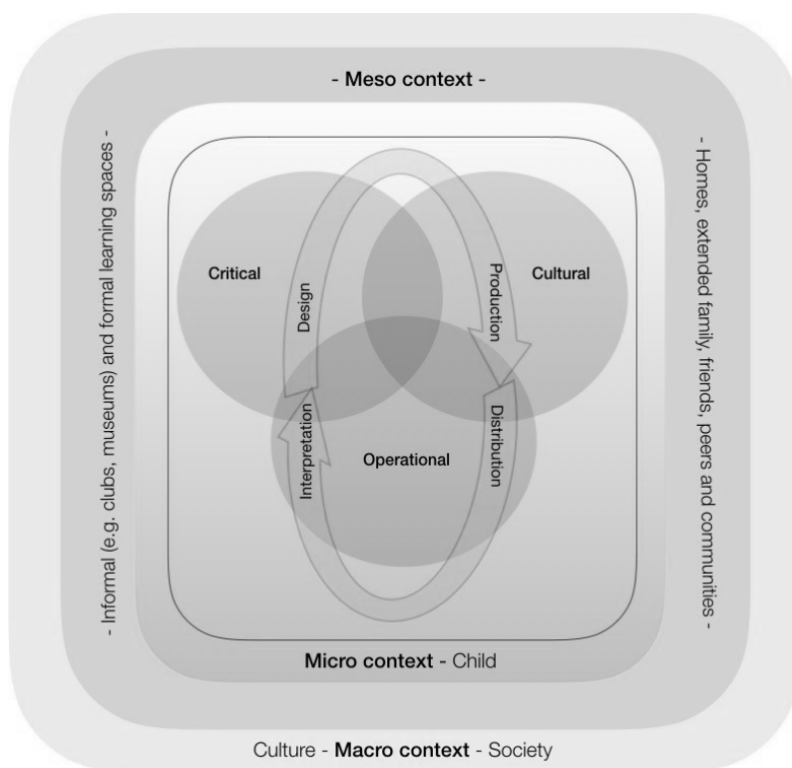 - Meso context -
- Informal (e.g. clubs, museums) and formal learning spaces -
- Homes, extended family, friends, peers and communities -
Critical
Cultural
Design
Production
Interpretation
Operational
Distribution
Micro context - Child
Culture - Macro context - Society